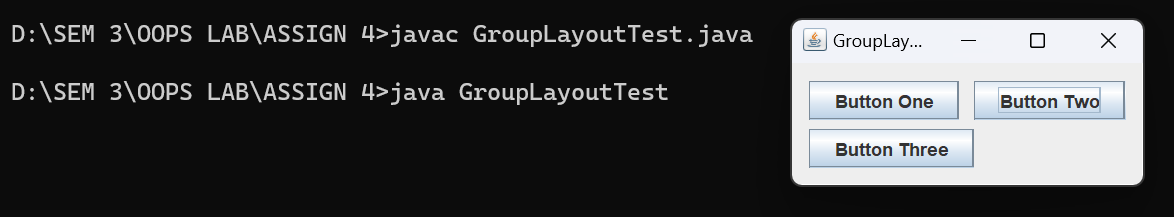 D:\SEM 3\OOPS LAB\ASSIGN 4>javac GroupLayoutTest.java
D:\SEM 3\OOPS LAB\ASSIGN 4>java GroupLayoutTest
GroupLay...
Button One
Button Two
Button Three